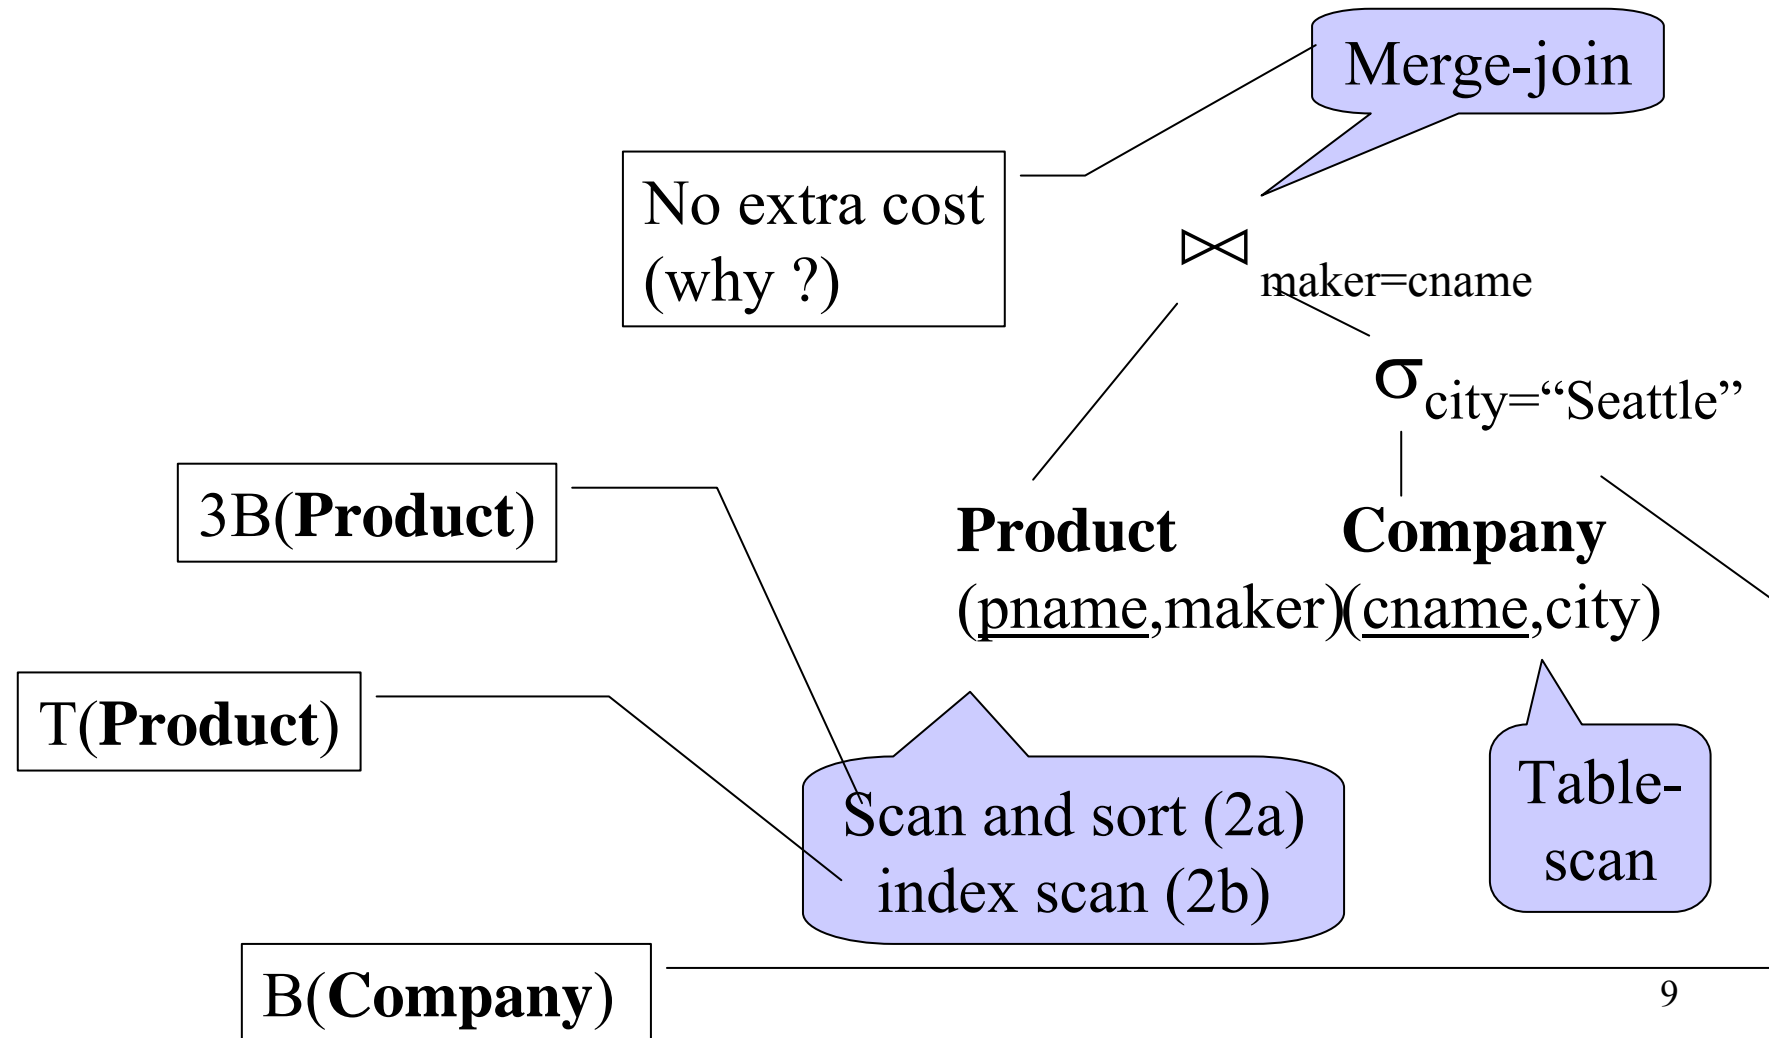 Merge-join
No extra cost
(why ?)
⋈ maker=cname
σcity=“Seattle”
3B(Product)
Product Company
(pname,maker)(cname,city)
T(Product)
Scan and sort (2a)
index scan (2b)
Table-
scan
B(Company)
9